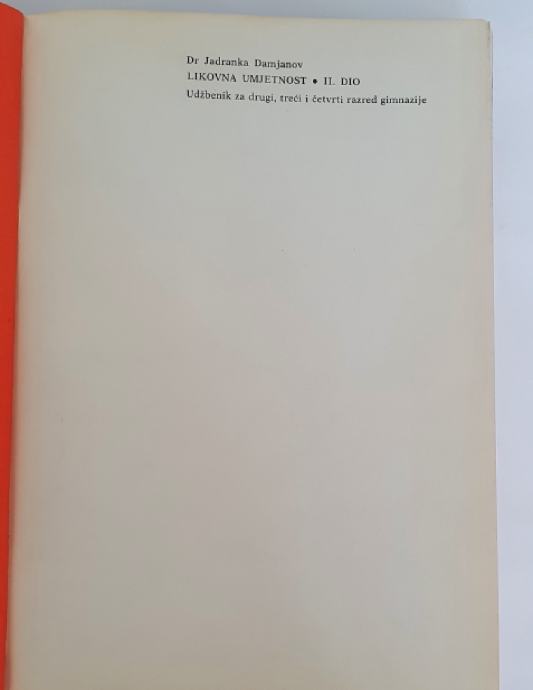 Dr Jadranka Damjanov
LIKOVNA UMJETNOST • II. DIO
Udžbenik za drugi, treći i četvrti razred gimnazije